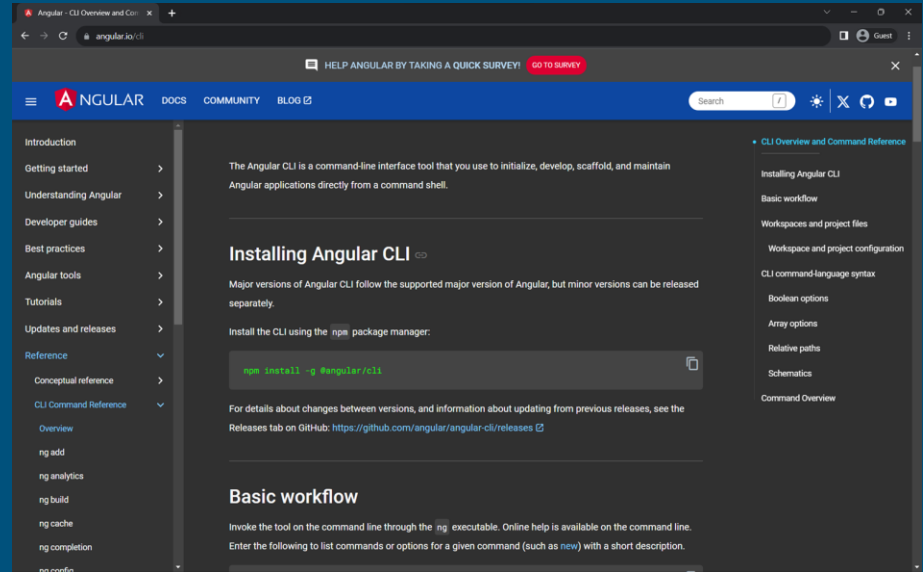 Angular - CLI Overview and Com
angular.io/cli
Guest
HELP ANGULAR BY TAKING A QUICK SURVEY!
GO TO SURVEY
ANGULAR
DOCS
COMMUNITY
BLOG
Search
/
Introduction
Getting started
Understanding Angular
Developer guides
Best practices
Angular tools
Tutorials
Updates and releases
Reference
Conceptual reference
CLI Command Reference
Overview
ng add
ng analytics
ng build
ng cache
ng completion
ng config
The Angular CLI is a command-line interface tool that you use to initialize, develop, scaffold, and maintain
Angular applications directly from a command shell.
Installing Angular CLI
Major versions of Angular CLI follow the supported major version of Angular, but minor versions can be released
separately.
Install the CLI using the npm package manager:
npm install -g @angular/cli
For details about changes between versions, and information about updating from previous releases, see the
Releases tab on GitHub: https://github.com/angular/angular-cli/releases
Basic workflow
Invoke the tool on the command line through the ng executable. Online help is available on the command line.
Enter the following to list commands or options for a given command (such as new) with a short description.
CLI Overview and Command Reference
Installing Angular CLI
Basic workflow
Workspaces and project files
Workspace and project configuration
CLI command-language syntax
Boolean options
Array options
Relative paths
Schematics
Command Overview